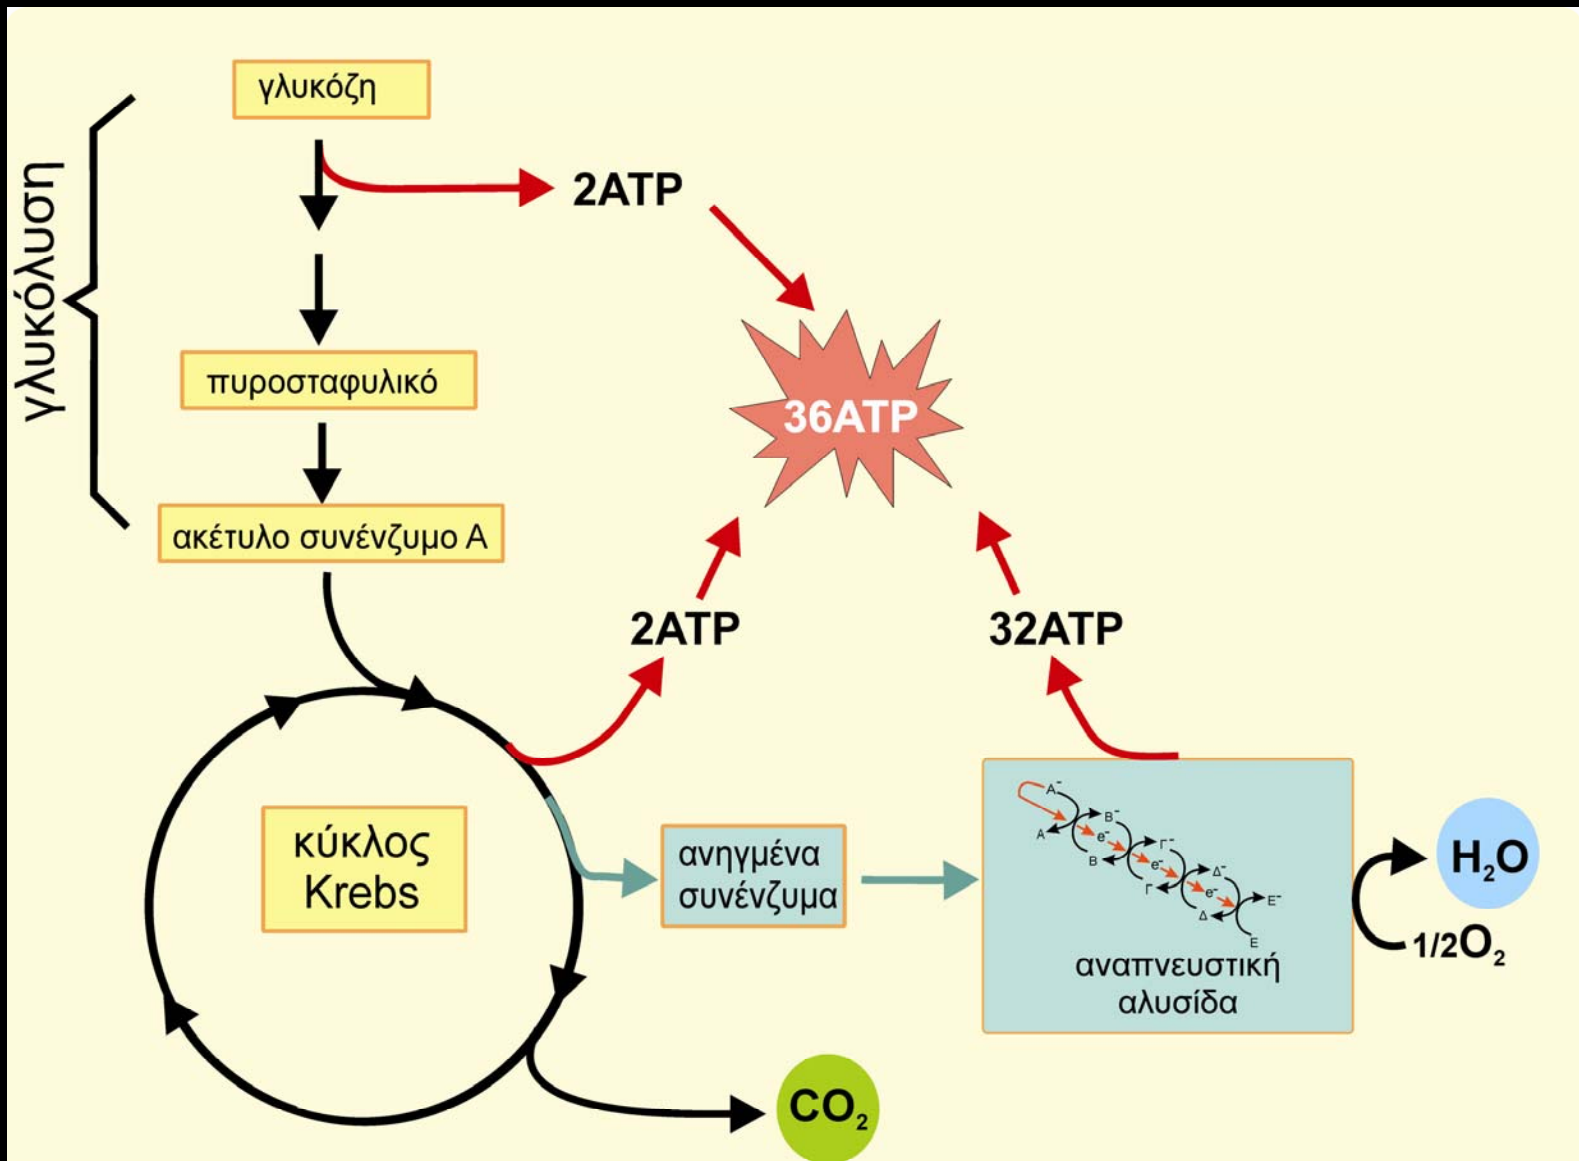 γλυκόζη
γλυκόλυση
2ATP
πυροσταφυλικό
36ATP
ακέτυλο συνένζυμο Α
2ATP
32ATP
κύκλος
Krebs
ανηγμένα
συνένζυμα
Α⁻
Α
Β⁻
e⁻
Β
Γ⁻
e⁻
Γ
Δ⁻
e⁻
Δ
Ε⁻
Ε
αναπνευστική
αλυσίδα
H₂O
1/2O₂
CO₂